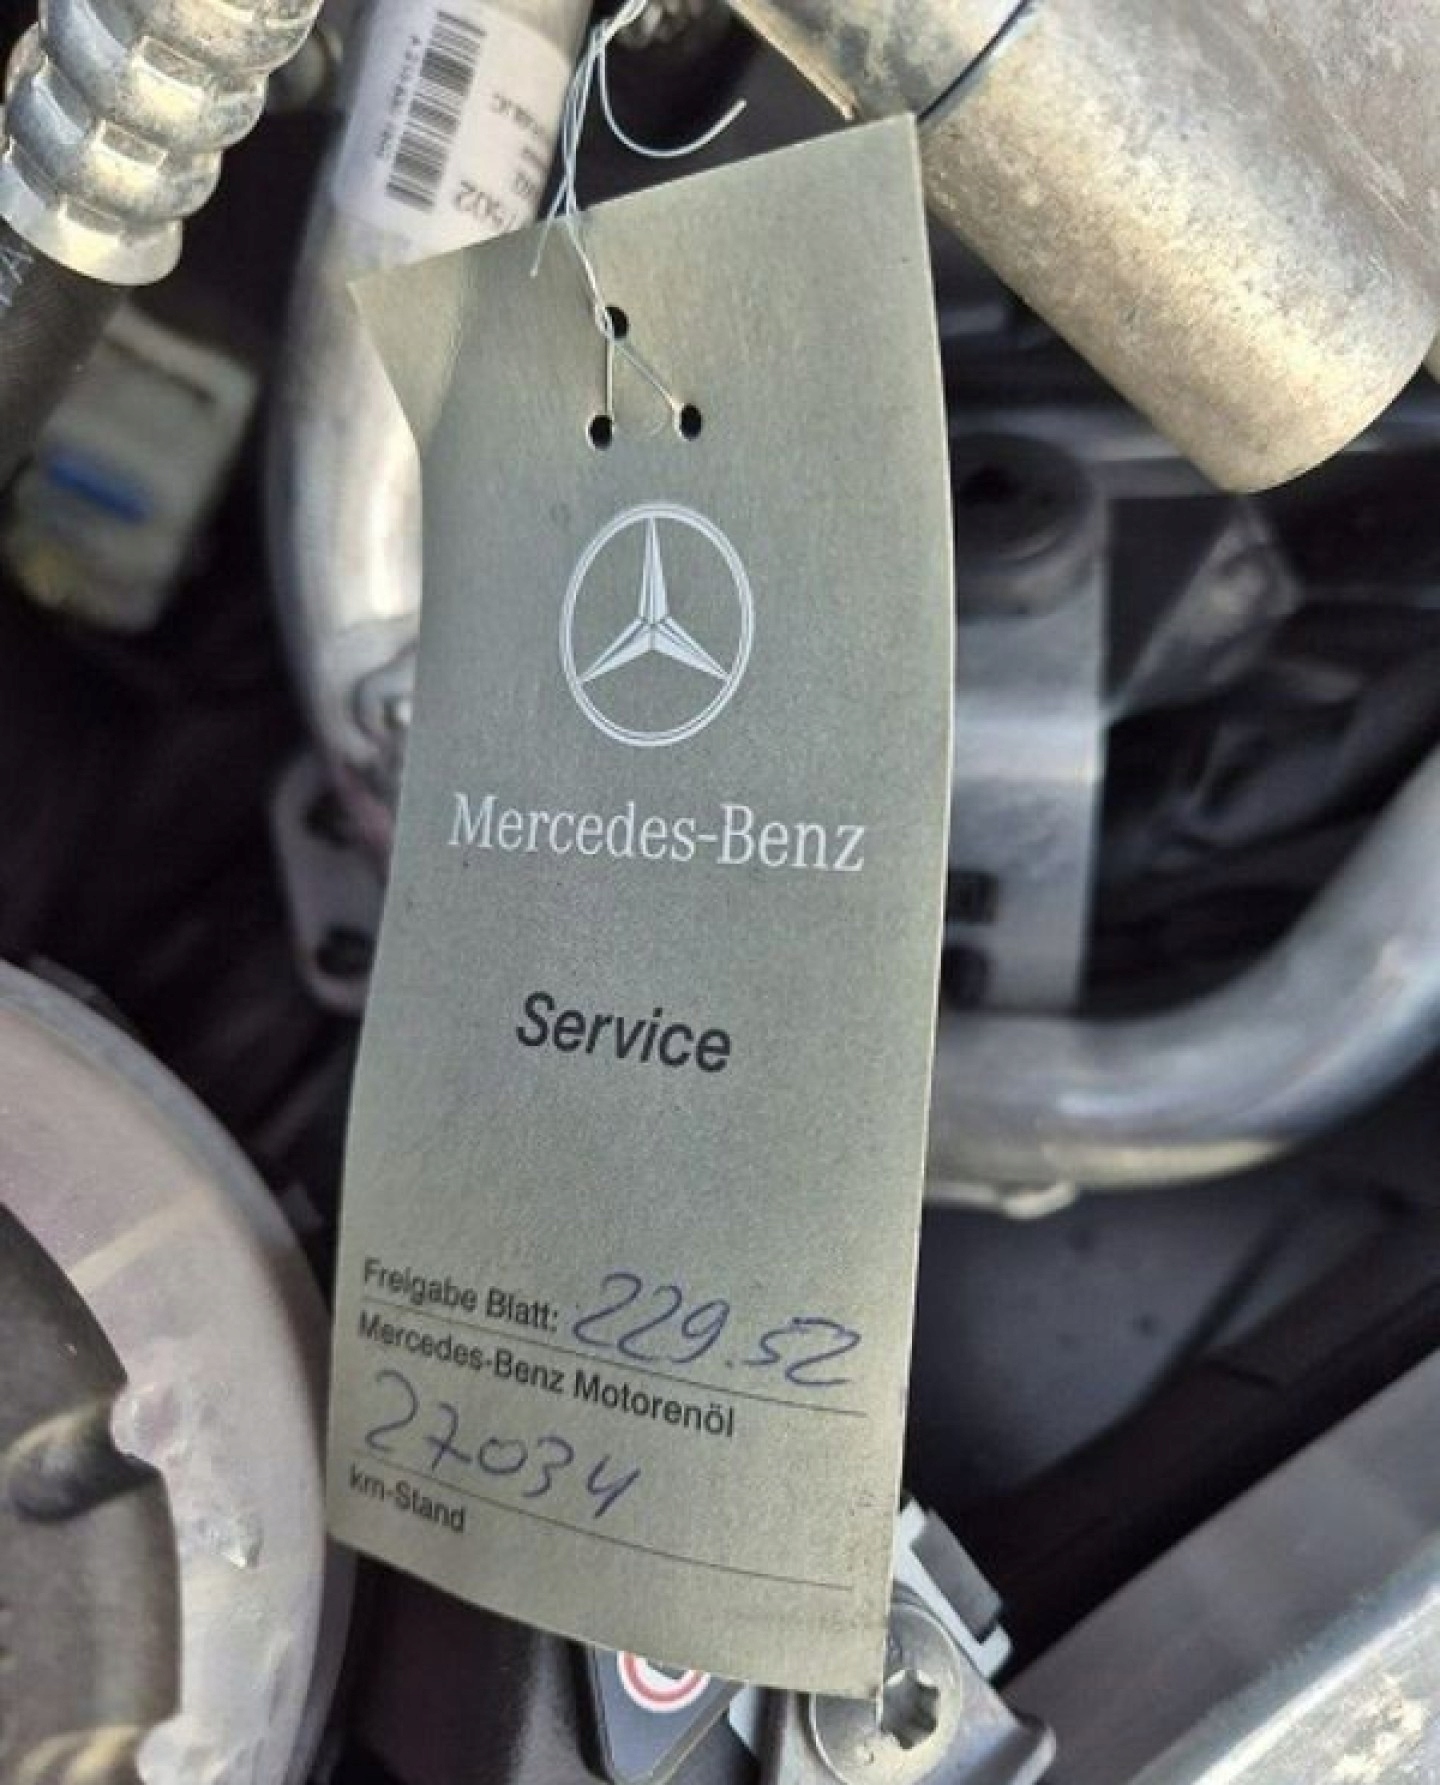 Mercedes-Benz
Service
Freigabe Blatt: 229.52
Mercedes-Benz Motorenöl
27034
km-Stand